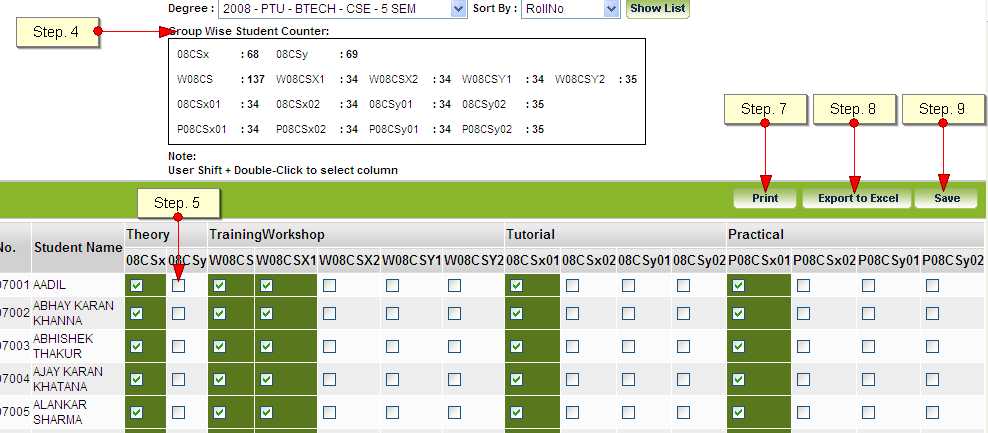 Degree : 2008 - PTU - BTECH - CSE - 5 SEM Sort By : RollNo Show List
Step. 4
Group Wise Student Counter:
08CSx : 68 08CSy : 69
W08CS : 137 W08CSX1 : 34 W08CSX2 : 34 W08CSY1 : 34 W08CSY2 : 35
08CSx01 : 34 08CSx02 : 34 08CSy01 : 34 08CSy02 : 35
P08CSx01 : 34 P08CSx02 : 34 P08CSy01 : 34 P08CSy02 : 35
Step. 7 Step. 8 Step. 9
Note:
User Shift + Double-Click to select column
Print Export to Excel Save
Step. 5
No. Student Name Theory TrainingWorkshop Tutorial Practical
08CSx 08CSy W08CS W08CSX1 W08CSX2 W08CSY1 W08CSY2 08CSx01 08CSx02 08CSy01 08CSy02 P08CSx01 P08CSx02 P08CSy01 P08CSy02
07001 AADIL
07002 ABHAY KARAN
KHANNA
07003 ABHISHEK
THAKUR
07004 AJAY KARAN
KHATANA
07005 ALANKAR
SHARMA